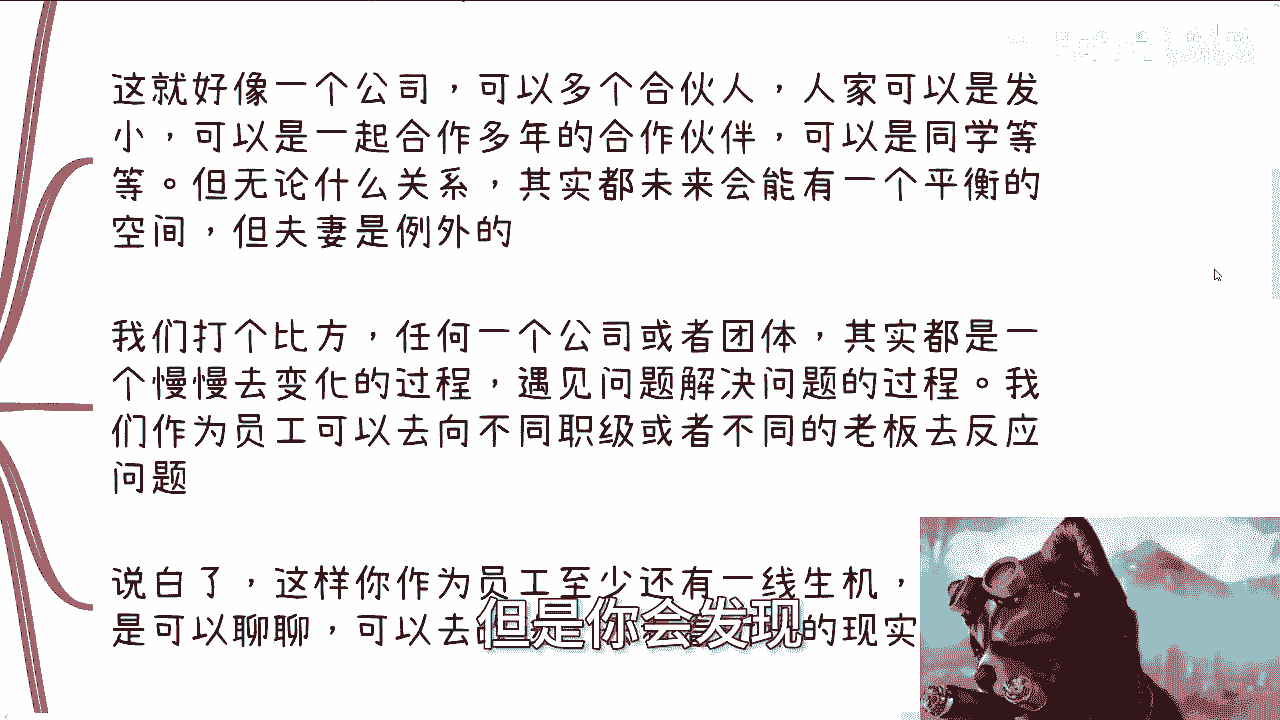 这就好像一个公司，可以多个合伙人，人家可以是发
小，可以是一起合作多年的合作伙伴，可以是同学等
等。但无论什么关系，其实都未来会能有一个平衡的
空间，但夫妻是例外的
我们打个比方，任何一个公司或者团体，其实都是一
个慢慢去变化的过程，遇见问题解决问题的过程。我
们作为员工可以去向不同职级或者不同的老板去反应
问题
说白了，这样你作为员工至少还有一线生机，
是可以聊聊，可以去
的现实
但是你会发现